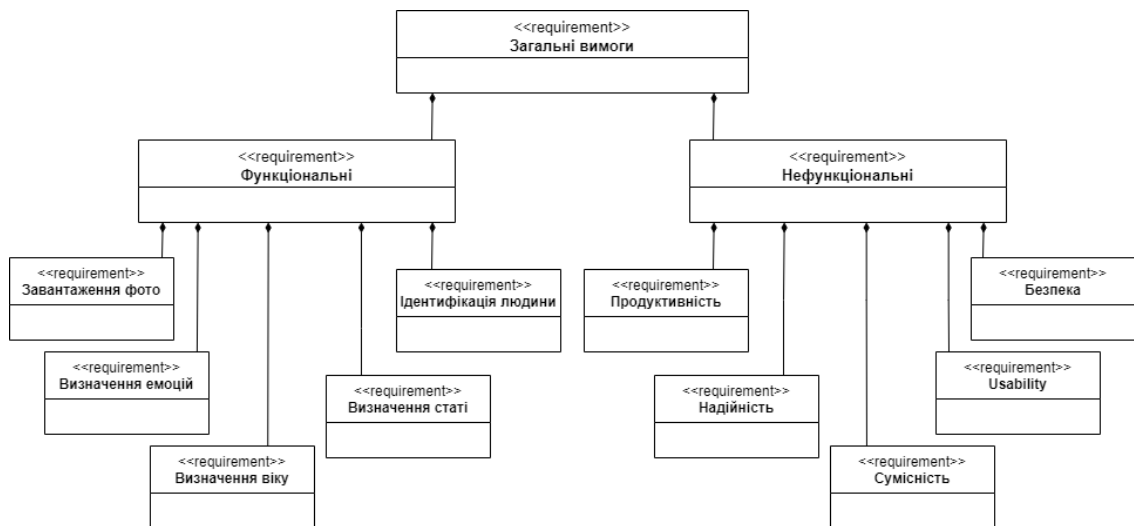 <<requirement>>
Загальні вимоги
<<requirement>>
Функціональні
<<requirement>>
Нефункціональні
<<requirement>>
Завантаження фото
<<requirement>>
Ідентифікація людини
<<requirement>>
Продуктивність
<<requirement>>
Безпека
<<requirement>>
Визначення емоцій
<<requirement>>
Визначення статі
<<requirement>>
Надійність
<<requirement>>
Usability
<<requirement>>
Визначення віку
<<requirement>>
Сумісність